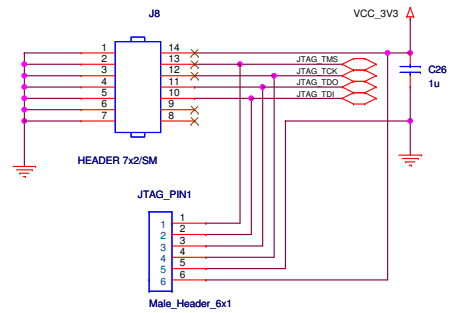 J8
VCC_3V3
1 14
2 13 JTAG_TMS
3 12 JTAG_TCK
4 11 JTAG_TDO
5 10 JTAG_TDI
6 9
7 8
C26
1u
HEADER 7x2/SM
JTAG_PIN1
1 1
2 2
3 3
4 4
5 5
6 6
Male_Header_6x1